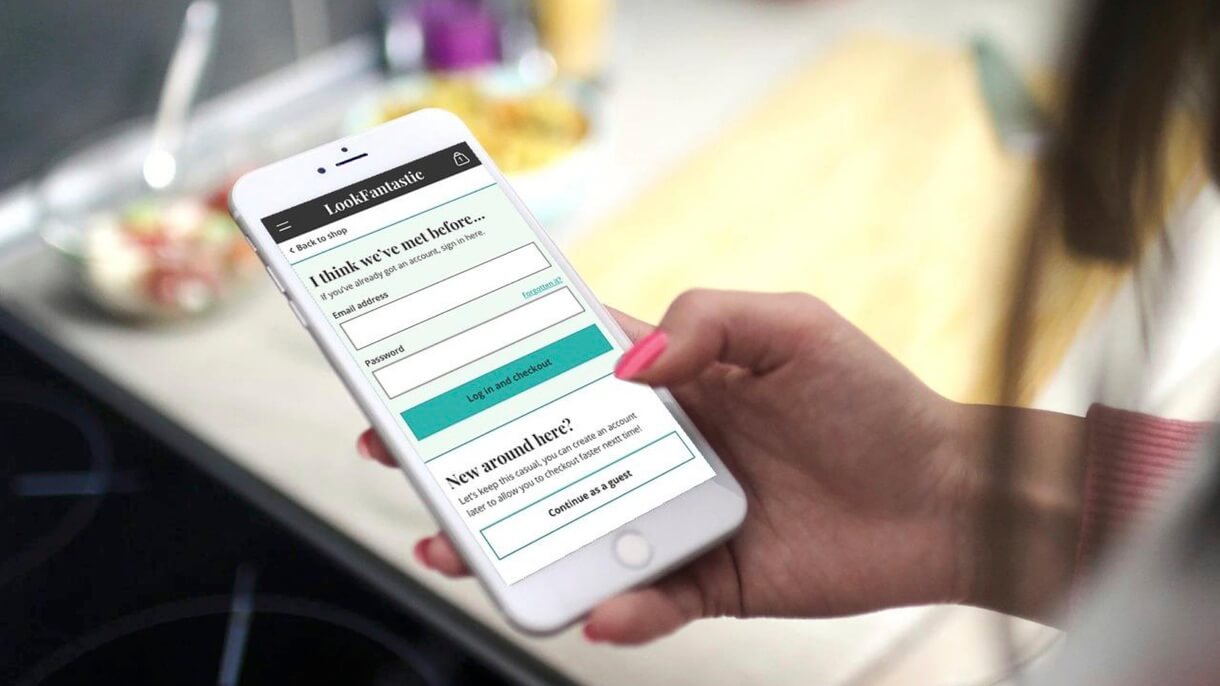 LookFantastic
1
< Back to shop
I think we've met before...
If you've already got an account, sign in here.
Email address
Forgotten it?
Password
Log in and checkout
New around here?
Let's keep this casual, you can create an account
later to allow you to checkout faster nextt time!
Continue as a guest